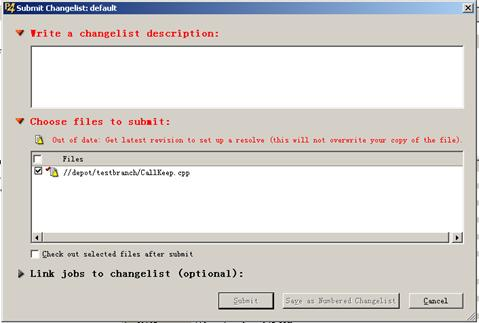 Submit Changelist: default
Write a changelist description:
Choose files to submit:
Out of date: Get latest revision to set up a resolve (this will not overwrite your copy of the file).
Files
//depot/testbranch/CallKeep.cpp
Check out selected files after submit
Link jobs to changelist (optional):
Submit
Save as Numbered Changelist
Cancel